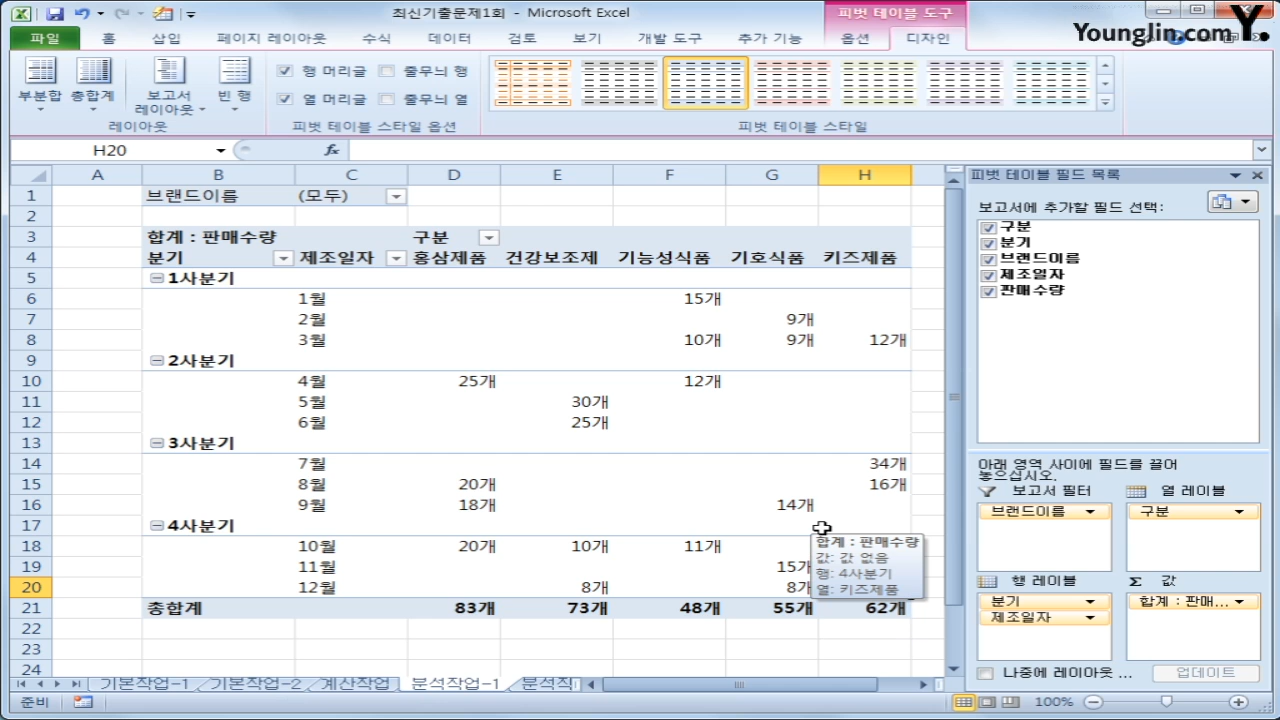 최신기출문제1회 - Microsoft Excel
피벗 테이블 도구
Younglin.com
Y.
파일 홈 삽입 페이지 레이아웃 수식 데이터 검토 보기 개발 도구 추가 기능 옵션 디자인
부분합 총합계 보고서 레이아웃 빈 행
행 머리글 줄무늬 행
열 머리글 줄무늬 열
레이아웃 피벗 테이블 스타일 옵션 피벗 테이블 스타일
H20 fx
A B C D E F G H
1 브랜드이름 (모두)
2
3 합계 : 판매수량 구분
4 분기 제조일자 홍삼제품 건강보조제 기능성식품 기호식품 키즈제품
5 1사분기
6 1월 15개
7 2월 9개
8 3월 10개 9개 12개
9 2사분기
10 4월 25개 12개
11 5월 30개
12 6월 25개
13 3사분기
14 7월 34개
15 8월 20개 16개
16 9월 18개 14개
17 4사분기
18 10월 20개 10개 11개
19 11월 15개
20 12월 8개 8개
21 총합계 83개 73개 48개 55개 62개
22
23
24
합계 : 판매수량
값: 값 없음
행: 4사분기
열: 키즈제품
피벗 테이블 필드 목록
보고서에 추가할 필드 선택:
구분
분기
브랜드이름
제조일자
판매수량
아래 영역 사이에 필드를 끌어
놓으십시오.
보고서 필터 열 레이블
브랜드이름 구분
행 레이블 Σ 값
분기 합계 : 판매...
제조일자
나중에 레이아웃 ... 업데이트
기본작업-1 기본작업-2 계산작업 분석작업-1
준비 100%